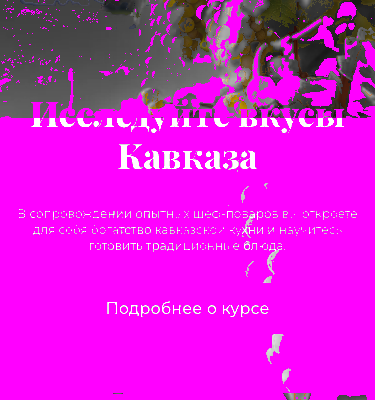 Исследуйте вкусы
Кавказа
В сопровождении опытных шеф-поваров вы откроете
для себя богатство кавказской кухни и научитесь
готовить традиционные блюда.
Подробнее о курсе